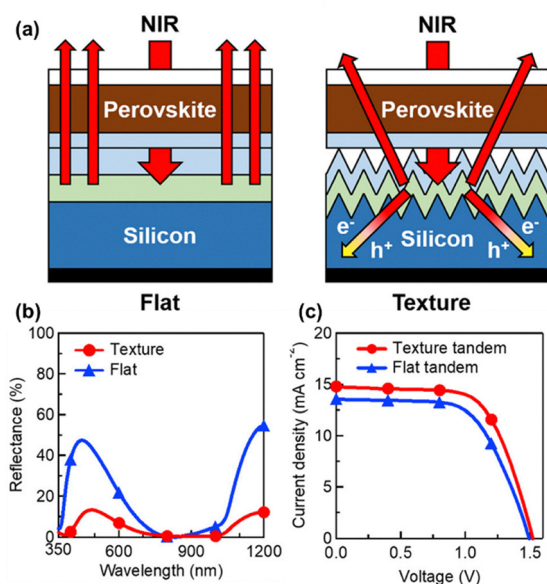 (a)
NIR
NIR
Perovskite
Perovskite
Silicon
e-
h+
Silicon
e-
h+
Flat
Texture
(b)
100
80
60
40
20
0
Reflectance (%)
Texture
Flat
350
600
900
1200
Wavelength (nm)
(c)
20
15
10
5
0
Current density (mA cm-2)
Texture tandem
Flat tandem
0.0
0.5
1.0
1.5
Voltage (V)